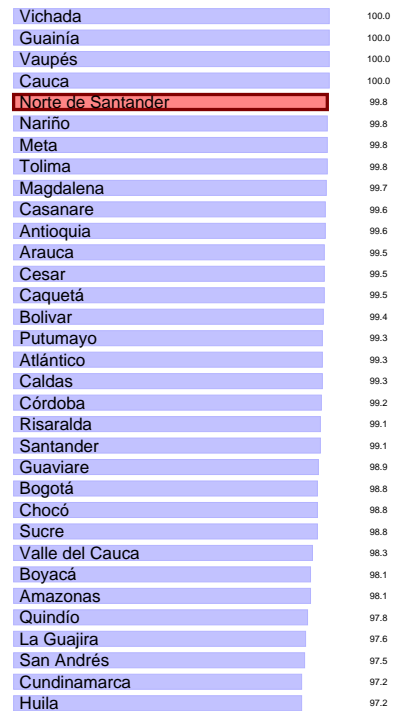 Vichada 100.0
Guainía 100.0
Vaupés 100.0
Cauca 100.0
Norte de Santander 99.8
Nariño 99.8
Meta 99.8
Tolima 99.8
Magdalena 99.7
Casanare 99.6
Antioquia 99.6
Arauca 99.5
Cesar 99.5
Caquetá 99.5
Bolivar 99.4
Putumayo 99.3
Atlántico 99.3
Caldas 99.3
Córdoba 99.2
Risaralda 99.1
Santander 99.1
Guaviare 98.9
Bogotá 98.8
Chocó 98.8
Sucre 98.8
Valle del Cauca 98.3
Boyacá 98.1
Amazonas 98.1
Quindío 97.8
La Guajira 97.6
San Andrés 97.5
Cundinamarca 97.2
Huila 97.2